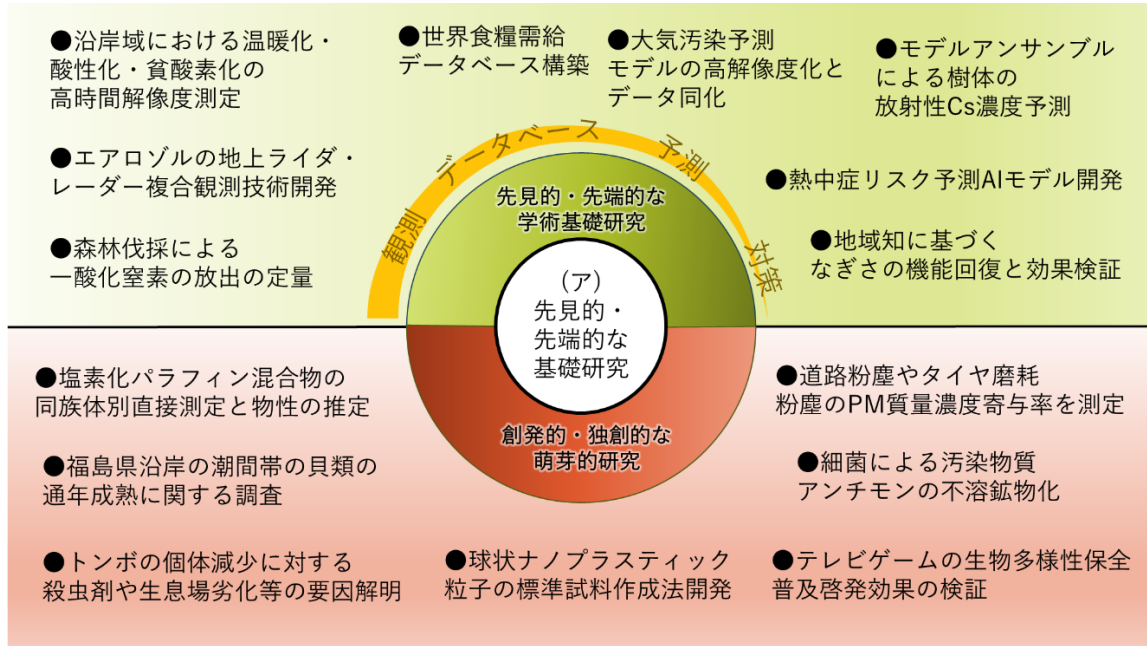 ●沿岸域における温暖化・
酸性化・貧酸素化の
高時間解像度測定
●世界食糧需給
データベース構築
●大気汚染予測
モデルの高解像度化と
データ同化
●モデルアンサンブル
による樹体の
放射性Cs濃度予測
●エアロゾルの地上ライダ・
レーダー複合観測技術開発
●熱中症リスク予測AIモデル開発
●森林伐採による
一酸化窒素の放出の定量
●地域知に基づく
なぎさの機能回復と効果検証
観測
データベース
予測
対策
先見的・先端的な
学術基礎研究
(ア)
先見的・
先端的な
基礎研究
創発的・独創的な
萌芽的研究
●塩素化パラフィン混合物の
同族体別直接測定と物性の推定
●道路粉塵やタイヤ磨耗
粉塵のPM質量濃度寄与率を測定
●福島県沿岸の潮間帯の貝類の
通年成熟に関する調査
●細菌による汚染物質
アンチモンの不溶鉱物化
●トンボの個体減少に対する
殺虫剤や生息場劣化等の要因解明
●球状ナノプラスティック
粒子の標準試料作成法開発
●テレビゲームの生物多様性保全
普及啓発効果の検証